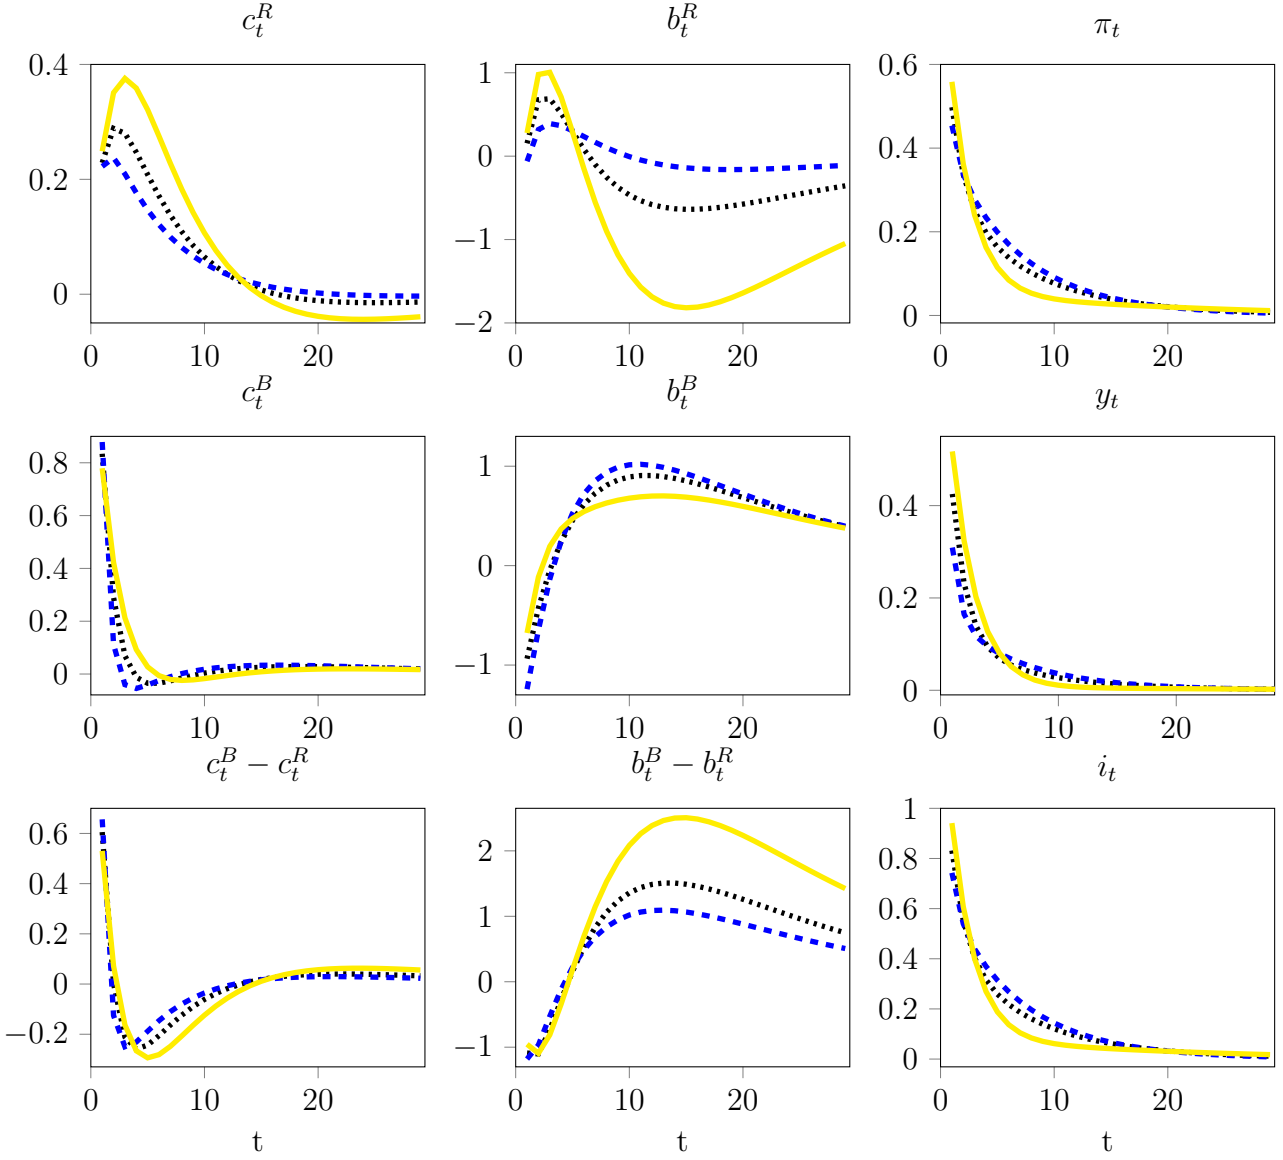 c_t^R b_t^R π_t
0.4 0.2 0
1 0 −1 −2
0.6 0.4 0.2 0
0 10 20 0 10 20 0 10 20
c_t^B b_t^B y_t
0.8 0.6 0.4 0.2 0
1 0 −1
0.4 0.2 0
0 10 20 0 10 20 0 10 20
c_t^B − c_t^R b_t^B − b_t^R i_t
0.6 0.4 0.2 0 −0.2
2 1 0 −1
1 0.8 0.6 0.4 0.2 0
0 10 20 0 10 20 0 10 20
t t t